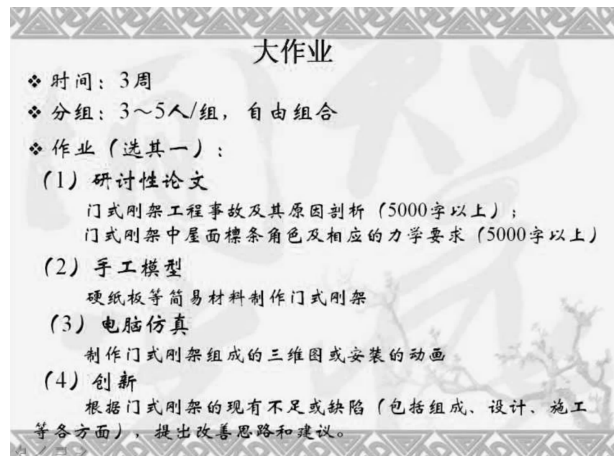 大作业
❖ 时间：3周
❖ 分组：3～5人/组，自由组合
❖ 作业（选其一）：
（1）研讨性论文
门式刚架工程事故及其原因剖析（5000字以上）；
门式刚架中屋面檩条角色及相应的力学要求（5000字以上）
（2）手工模型
硬纸板等简易材料制作门式刚架
（3）电脑仿真
制作门式刚架组成的三维图或安装的动画
（4）创新
根据门式刚架的现有不足或缺陷（包括组成、设计、施工
等各方面），提出改善思路和建议。